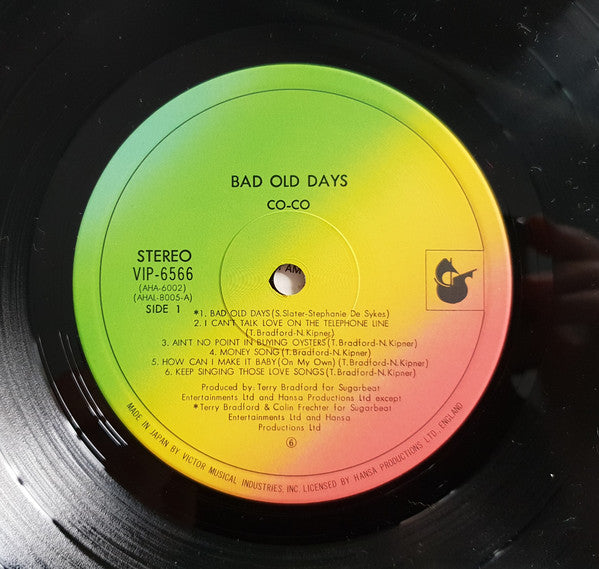 BAD OLD DAYS
CO-CO
STEREO
VIP-6566
(AHA-6002)
(AHAL-8005-A)
SIDE 1
AM
*1. BAD OLD DAYS(S.Slater-Stephanie De Sykes)
2. I CAN'T TALK LOVE ON THE TELEPHONE LINE
(T.Bradford-N.Kipner)
3. AIN'T NO POINT IN BUYING OYSTERS(T.Bradford-N.Kipner)
4. MONEY SONG(T.Bradford-N.Kipner)
5. HOW CAN I MAKE IT BABY(On My Own)(T.Bradford-N.Kipner)
6. KEEP SINGING THOSE LOVE SONGS(T.Bradford-N.Kipner)
Produced by: Terry Bradford for Sugarbeat
Entertainments Ltd and Hansa Productions Ltd except
*Terry Bradford & Colin Frechter for Sugarbeat
Entertainments Ltd and Hansa
Productions Ltd
⑥
MADE IN JAPAN BY VICTOR MUSICAL INDUSTRIES, INC. LICENSED BY HANSA PRODUCTIONS LTD. ENGLAND